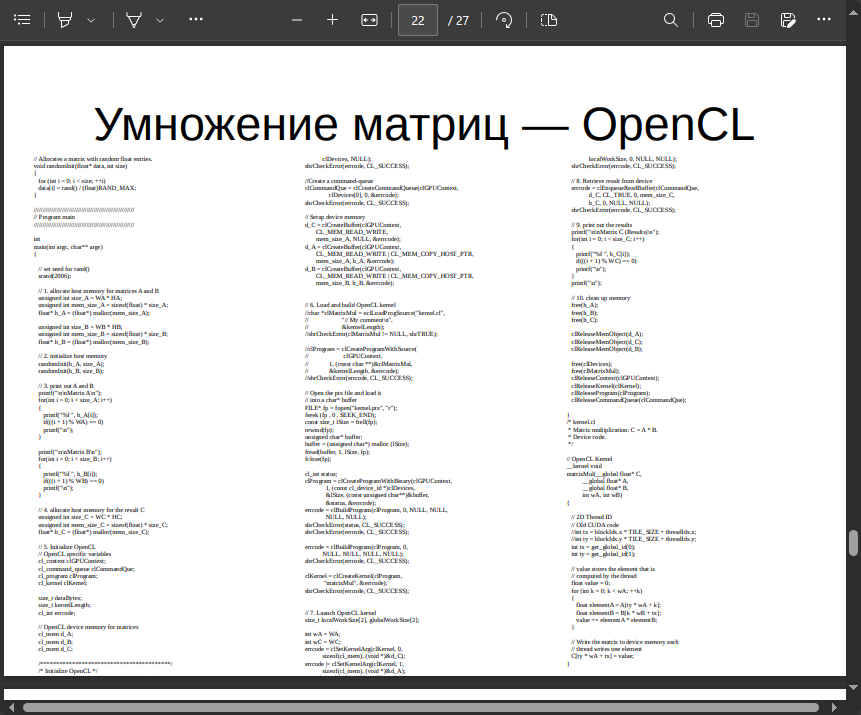 22 / 27
Умножение матриц — OpenCL
// Allocates a matrix with random float entries.
void randomInit(float* data, int size)
{
for (int i = 0; i < size; ++i)
data[i] = rand() / (float)RAND_MAX;
}
/////////////////////////////////////////////////////////
// Program main
/////////////////////////////////////////////////////////
int
main(int argc, char** argv)
{
// set seed for rand()
srand(2006);
// 1. allocate host memory for matrices A and B
unsigned int size_A = WA * HA;
unsigned int mem_size_A = sizeof(float) * size_A;
float* h_A = (float*) malloc(mem_size_A);
unsigned int size_B = WB * HB;
unsigned int mem_size_B = sizeof(float) * size_B;
float* h_B = (float*) malloc(mem_size_B);
// 2. initialize host memory
randomInit(h_A, size_A);
randomInit(h_B, size_B);
// 3. print out A and B
printf("\n\nMatrix A\n");
for(int i = 0; i < size_A; i++)
{
printf("%f ", h_A[i]);
if(((i + 1) % WA) == 0)
printf("\n");
}
printf("\n\nMatrix B\n");
for(int i = 0; i < size_B; i++)
{
printf("%f ", h_B[i]);
if(((i + 1) % WB) == 0)
printf("\n");
}
// 4. allocate host memory for the result C
unsigned int size_C = WC * HC;
unsigned int mem_size_C = sizeof(float) * size_C;
float* h_C = (float*) malloc(mem_size_C);
// 5. Initialize OpenCL
// OpenCL specific variables
cl_context clGPUContext;
cl_command_queue clCommandQue;
cl_program clProgram;
cl_kernel clKernel;
size_t dataBytes;
size_t kernelLength;
cl_int errcode;
// OpenCL device memory for matrices
cl_mem d_A;
cl_mem d_B;
cl_mem d_C;
/*****************************************/
/* Initialize OpenCL */
clDevices, NULL);
shrCheckError(errcode, CL_SUCCESS);
//Create a command-queue
clCommandQue = clCreateCommandQueue(clGPUContext,
clDevices[0], 0, &errcode);
shrCheckError(errcode, CL_SUCCESS);
// Setup device memory
d_C = clCreateBuffer(clGPUContext,
CL_MEM_READ_WRITE,
mem_size_A, NULL, &errcode);
d_A = clCreateBuffer(clGPUContext,
CL_MEM_READ_WRITE | CL_MEM_COPY_HOST_PTR,
mem_size_A, h_A, &errcode);
d_B = clCreateBuffer(clGPUContext,
CL_MEM_READ_WRITE | CL_MEM_COPY_HOST_PTR,
mem_size_B, h_B, &errcode);
// 6. Load and build OpenCL kernel
//char *clMatrixMul = oclLoadProgSource("kernel.cl",
// "// My comment\n",
// &kernelLength);
//shrCheckError(clMatrixMul != NULL, shrTRUE);
//clProgram = clCreateProgramWithSource(
// clGPUContext,
// 1, (const char **)&clMatrixMul,
// &kernelLength, &errcode);
//shrCheckError(errcode, CL_SUCCESS);
// Open the ptx file and load it
// into a char* buffer
FILE* fp = fopen("kernel.ptx", "r");
fseek (fp , 0 , SEEK_END);
const size_t lSize = ftell(fp);
rewind(fp);
unsigned char* buffer;
buffer = (unsigned char*) malloc (lSize);
fread(buffer, 1, lSize, fp);
fclose(fp);
cl_int status;
clProgram = clCreateProgramWithBinary(clGPUContext,
1, (const cl_device_id *)clDevices,
&lSize, (const unsigned char**)&buffer,
&status, &errcode);
errcode = clBuildProgram(clProgram, 0, NULL, NULL,
NULL, NULL);
shrCheckError(status, CL_SUCCESS);
shrCheckError(errcode, CL_SUCCESS);
errcode = clBuildProgram(clProgram, 0,
NULL, NULL, NULL, NULL);
shrCheckError(errcode, CL_SUCCESS);
clKernel = clCreateKernel(clProgram,
"matrixMul", &errcode);
shrCheckError(errcode, CL_SUCCESS);
// 7. Launch OpenCL kernel
size_t localWorkSize[2], globalWorkSize[2];
int wA = WA;
int wC = WC;
errcode = clSetKernelArg(clKernel, 0,
sizeof(cl_mem), (void *)&d_C);
errcode |= clSetKernelArg(clKernel, 1,
sizeof(cl_mem), (void *)&d_A);
localWorkSize, 0, NULL, NULL);
shrCheckError(errcode, CL_SUCCESS);
// 8. Retrieve result from device
errcode = clEnqueueReadBuffer(clCommandQue,
d_C, CL_TRUE, 0, mem_size_C,
h_C, 0, NULL, NULL);
shrCheckError(errcode, CL_SUCCESS);
// 9. print out the results
printf("\n\nMatrix C (Results)\n");
for(int i = 0; i < size_C; i++)
{
printf("%f ", h_C[i]);
if(((i + 1) % WC) == 0)
printf("\n");
}
printf("\n");
// 10. clean up memory
free(h_A);
free(h_B);
free(h_C);
clReleaseMemObject(d_A);
clReleaseMemObject(d_C);
clReleaseMemObject(d_B);
free(clDevices);
free(clMatrixMul);
clReleaseContext(clGPUContext);
clReleaseKernel(clKernel);
clReleaseProgram(clProgram);
clReleaseCommandQueue(clCommandQue);
}
/* kernel.cl
* Matrix multiplication: C = A * B.
* Device code.
*/
// OpenCL Kernel
__kernel void
matrixMul(__global float* C,
__global float* A,
__global float* B,
int wA, int wB)
{
// 2D Thread ID
// Old CUDA code
//int tx = blockIdx.x * TILE_SIZE + threadIdx.x;
//int ty = blockIdx.y * TILE_SIZE + threadIdx.y;
int tx = get_global_id(0);
int ty = get_global_id(1);
// value stores the element that is
// computed by the thread
float value = 0;
for (int k = 0; k < wA; ++k)
{
float elementA = A[ty * wA + k];
float elementB = B[k * wB + tx];
value += elementA * elementB;
}
// Write the matrix to device memory each
// thread writes one element
C[ty * wA + tx] = value;
}